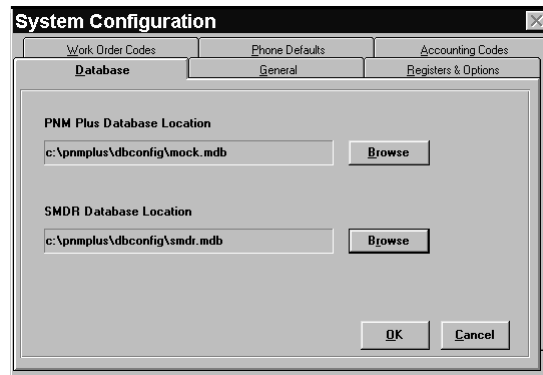 System Configuration
Work Order Codes Phone Defaults Accounting Codes
Database General Registers & Options
PNM Plus Database Location
c:\pnmplus\dbconfig\mock.mdb Browse
SMDR Database Location
c:\pnmplus\dbconfig\smdr.mdb Browse
OK Cancel